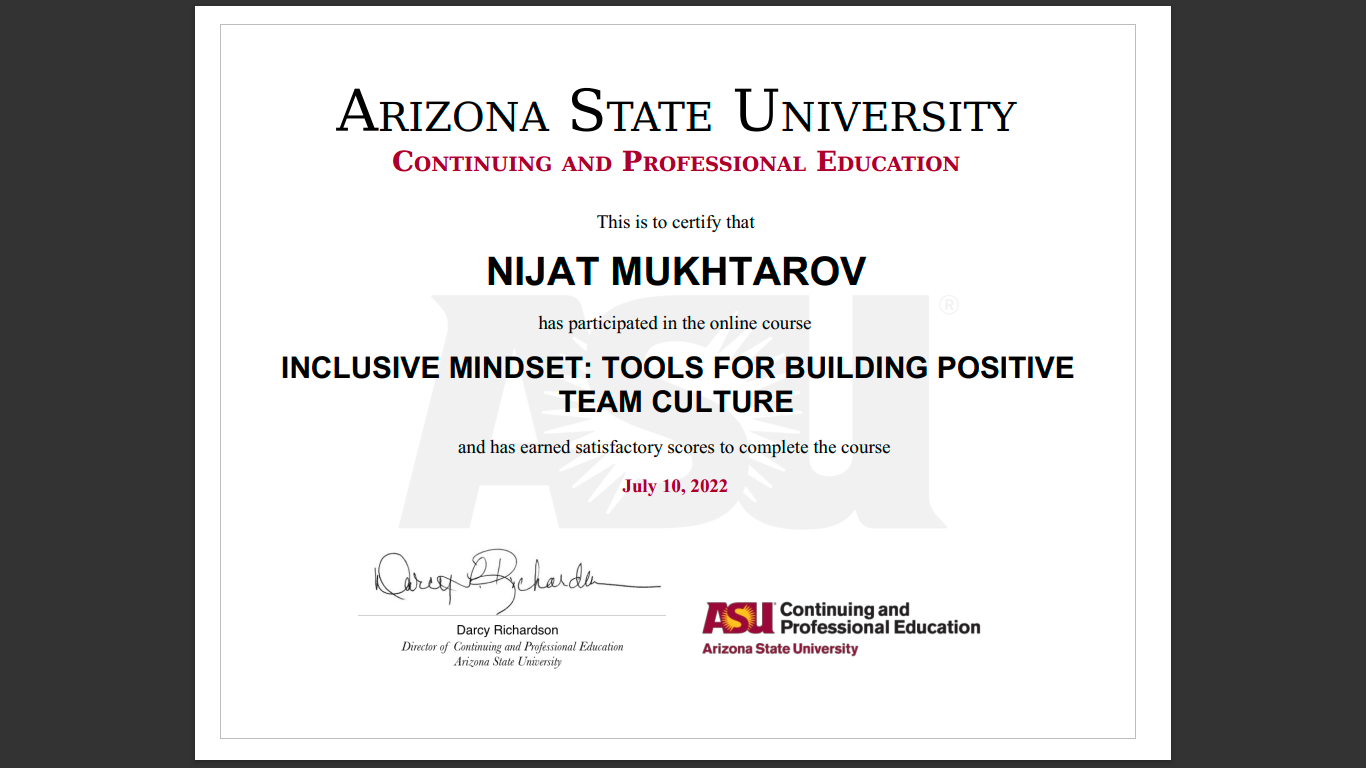 ARIZONA STATE UNIVERSITY
CONTINUING AND PROFESSIONAL EDUCATION
This is to certify that
NIJAT MUKHTAROV
has participated in the online course
INCLUSIVE MINDSET: TOOLS FOR BUILDING POSITIVE
TEAM CULTURE
and has earned satisfactory scores to complete the course
July 10, 2022
ASU®
Darcy R. Richardson
Darcy Richardson
Director of Continuing and Professional Education
Arizona State University
ASU Continuing and
Professional Education
Arizona State University